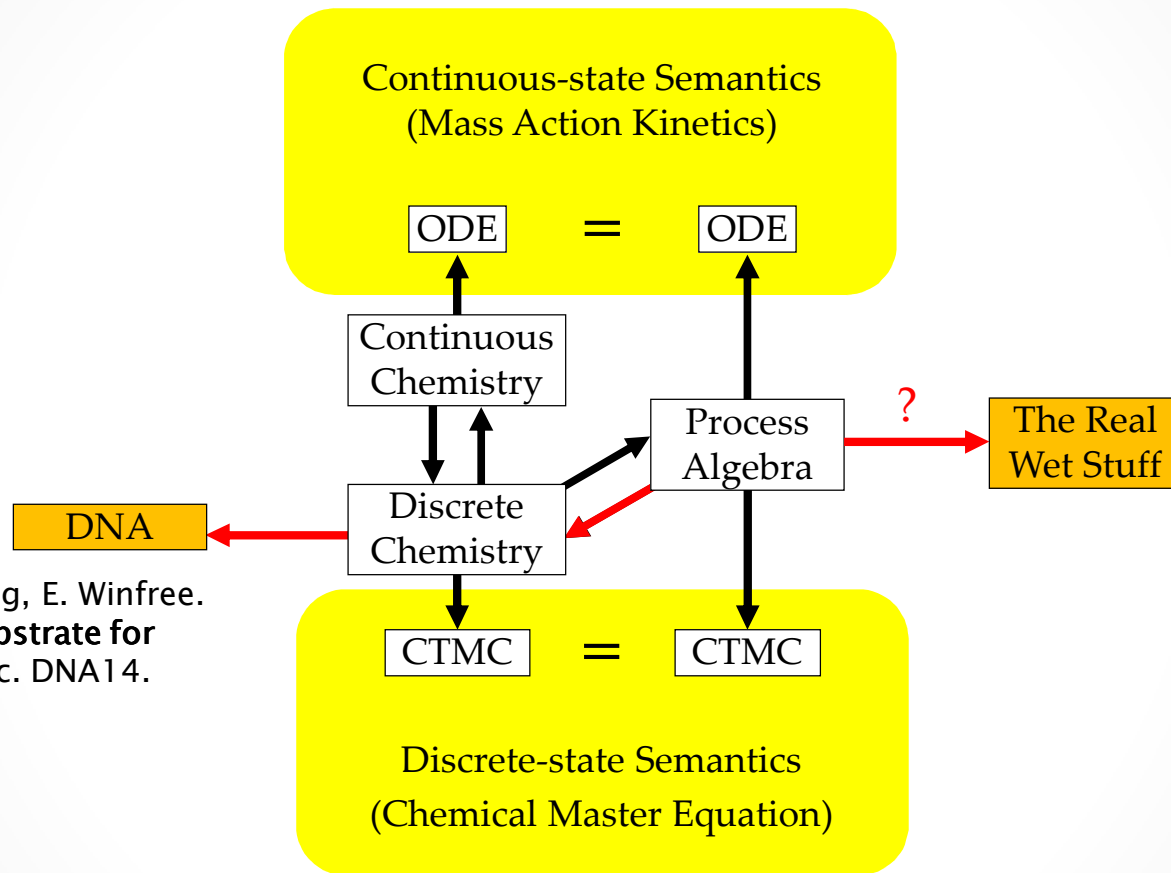 Continuous-state Semantics
(Mass Action Kinetics)
ODE = ODE
Continuous
Chemistry
Process
Algebra
?
The Real
Wet Stuff
Discrete
Chemistry
DNA
g, E. Winfree.
bstrate for
c. DNA14.
CTMC = CTMC
Discrete-state Semantics
(Chemical Master Equation)